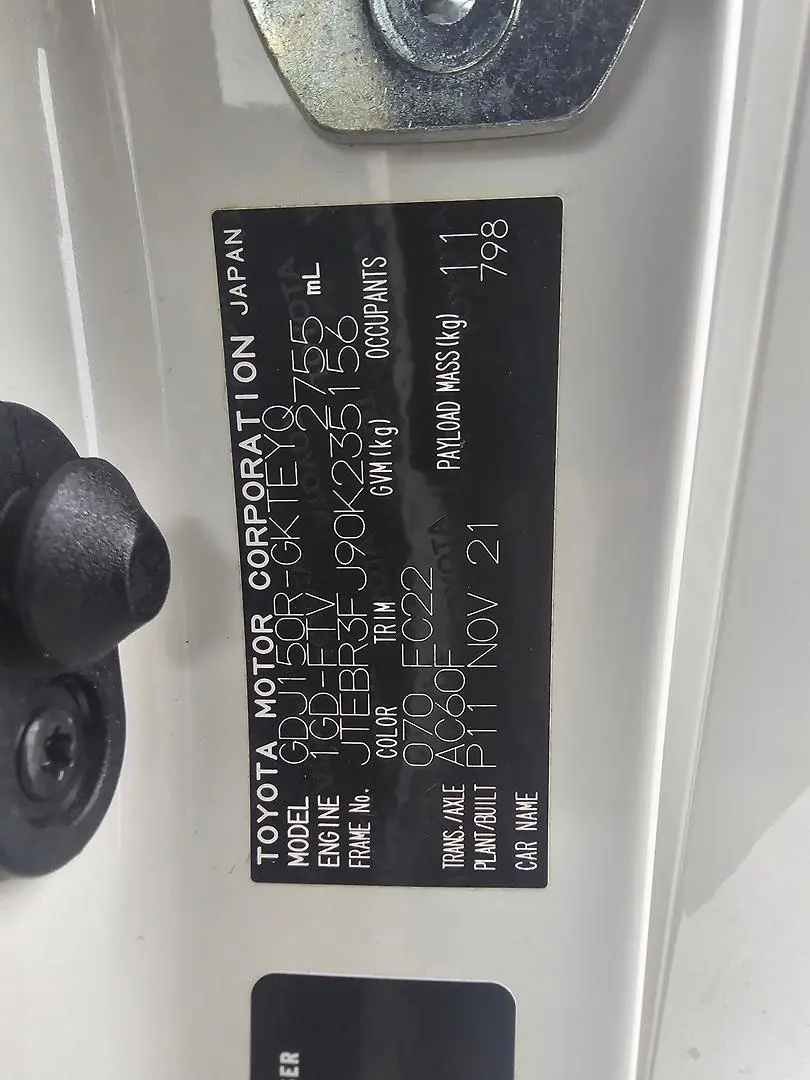 TOYOTA MOTOR CORPORATION JAPAN
MODEL GDJ150R-GKTEYQ
ENGINE 1GD-FTV 2755 mL
FRAME No. JTEBR3FJ90K235156
COLOR TRIM GVM(kg) OCCUPANTS
070 FC22
TRANS./AXLE AC60F PAYLOAD MASS(kg) 11
PLANT/BUILT P11 NOV 21 798
CAR NAME